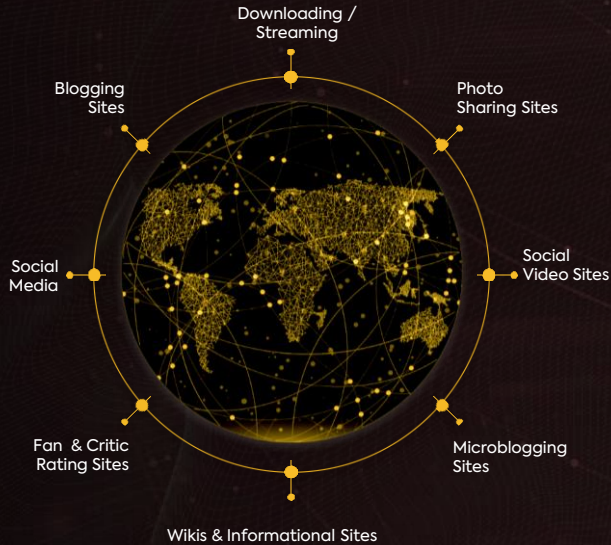 Downloading /
Streaming
Blogging
Sites
Photo
Sharing Sites
Social
Media
Social
Video Sites
Fan & Critic
Rating Sites
Microblogging
Sites
Wikis & Informational Sites